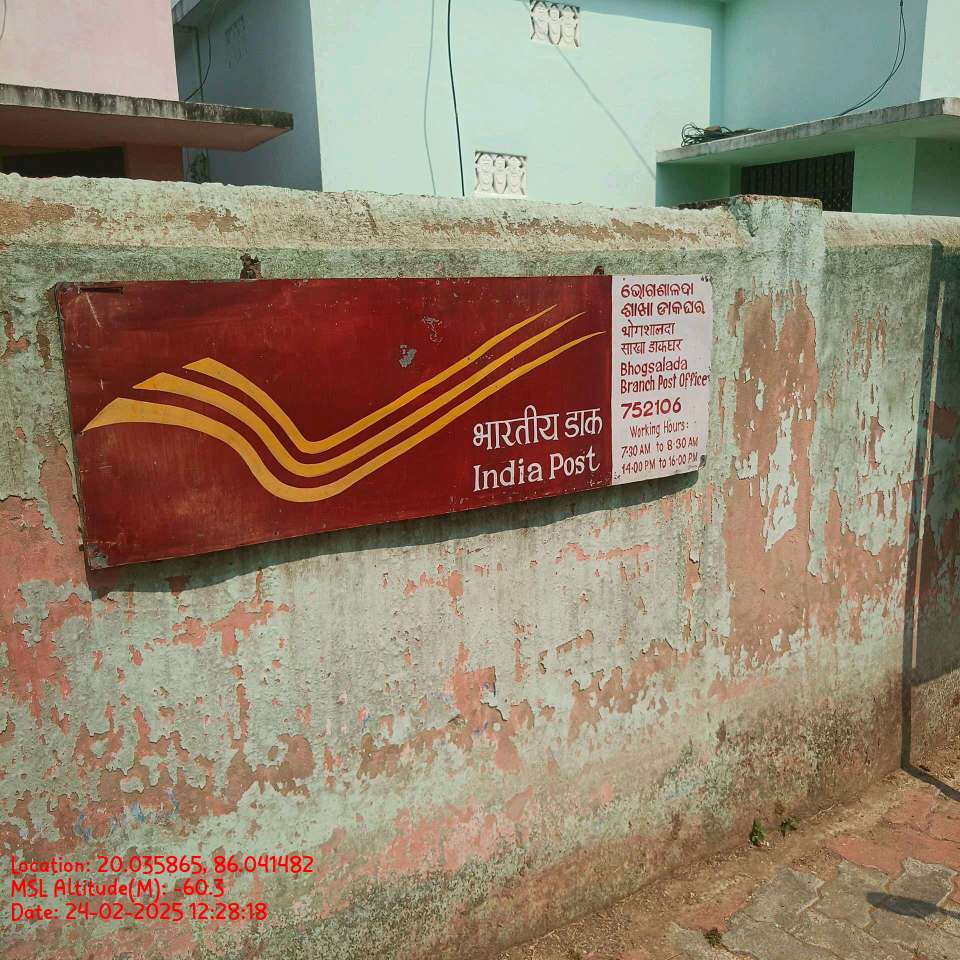 भारतीय डाक
India Post
ଭୋଗଶାଳଦା
ଶାଖା ଡାକଘର
भोगशालदा
साखा डाकघर
Bhogsalada
Branch Post Office
752106
Working Hours:
7-30 AM to 8-30 AM
14-00 PM to 16-00 PM
Location: 20.035865, 86.041482
MSL Altitude(M): -60.3
Date: 24-02-2025 12:28:18